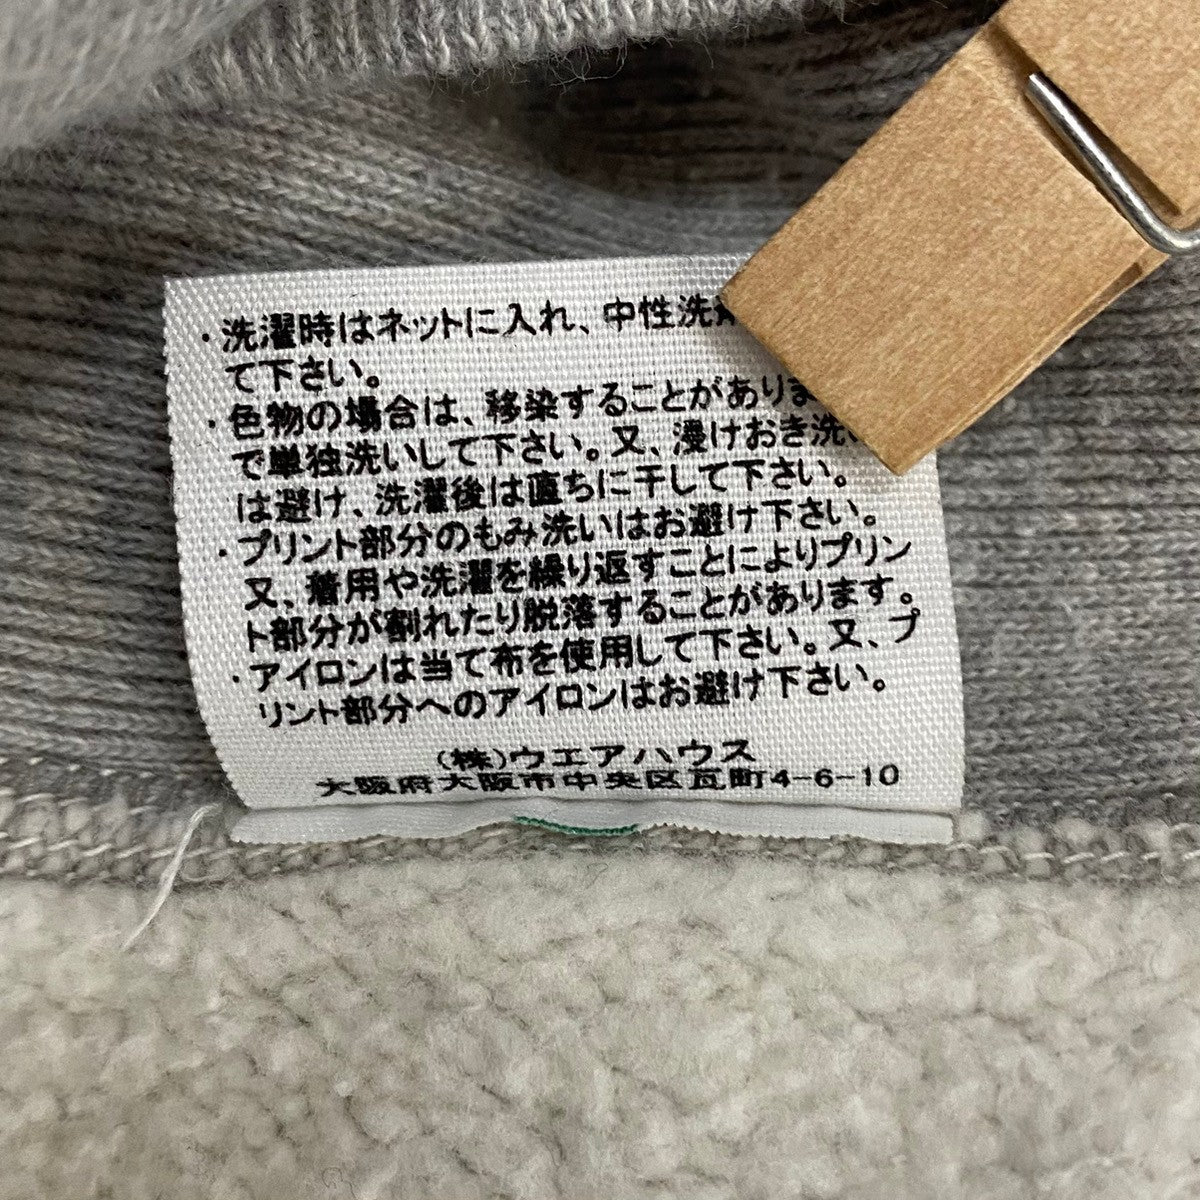 ・洗濯時はネットに入れ、中性洗
て下さい。
・色物の場合は、移染することがありま
で単独洗いして下さい。又、漫けおき洗い
は避け、洗濯後は直ちに干して下さい。
・プリント部分のもみ洗いはお避け下さい。
又、着用や洗濯を繰り返すことによりプリン
ト部分が割れたり脱落することがあります。
・アイロンは当て布を使用して下さい。又、プ
リント部分へのアイロンはお避け下さい。
(株)ウエアハウス
大阪府大阪市中央区瓦町4-6-10